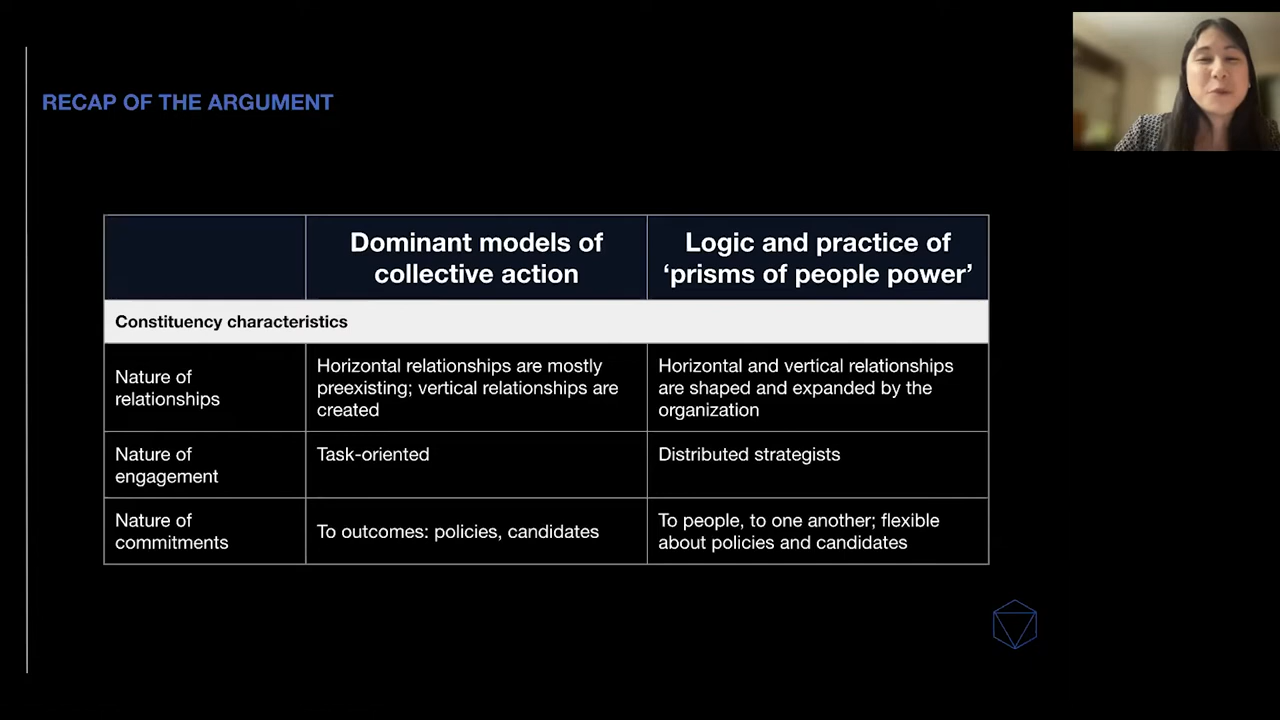 RECAP OF THE ARGUMENT
Dominant models of
collective action
Logic and practice of
‘prisms of people power’
Constituency characteristics
Nature of
relationships
Horizontal relationships are mostly
preexisting; vertical relationships are
created
Horizontal and vertical relationships
are shaped and expanded by the
organization
Nature of
engagement
Task-oriented
Distributed strategists
Nature of
commitments
To outcomes: policies, candidates
To people, to one another; flexible
about policies and candidates